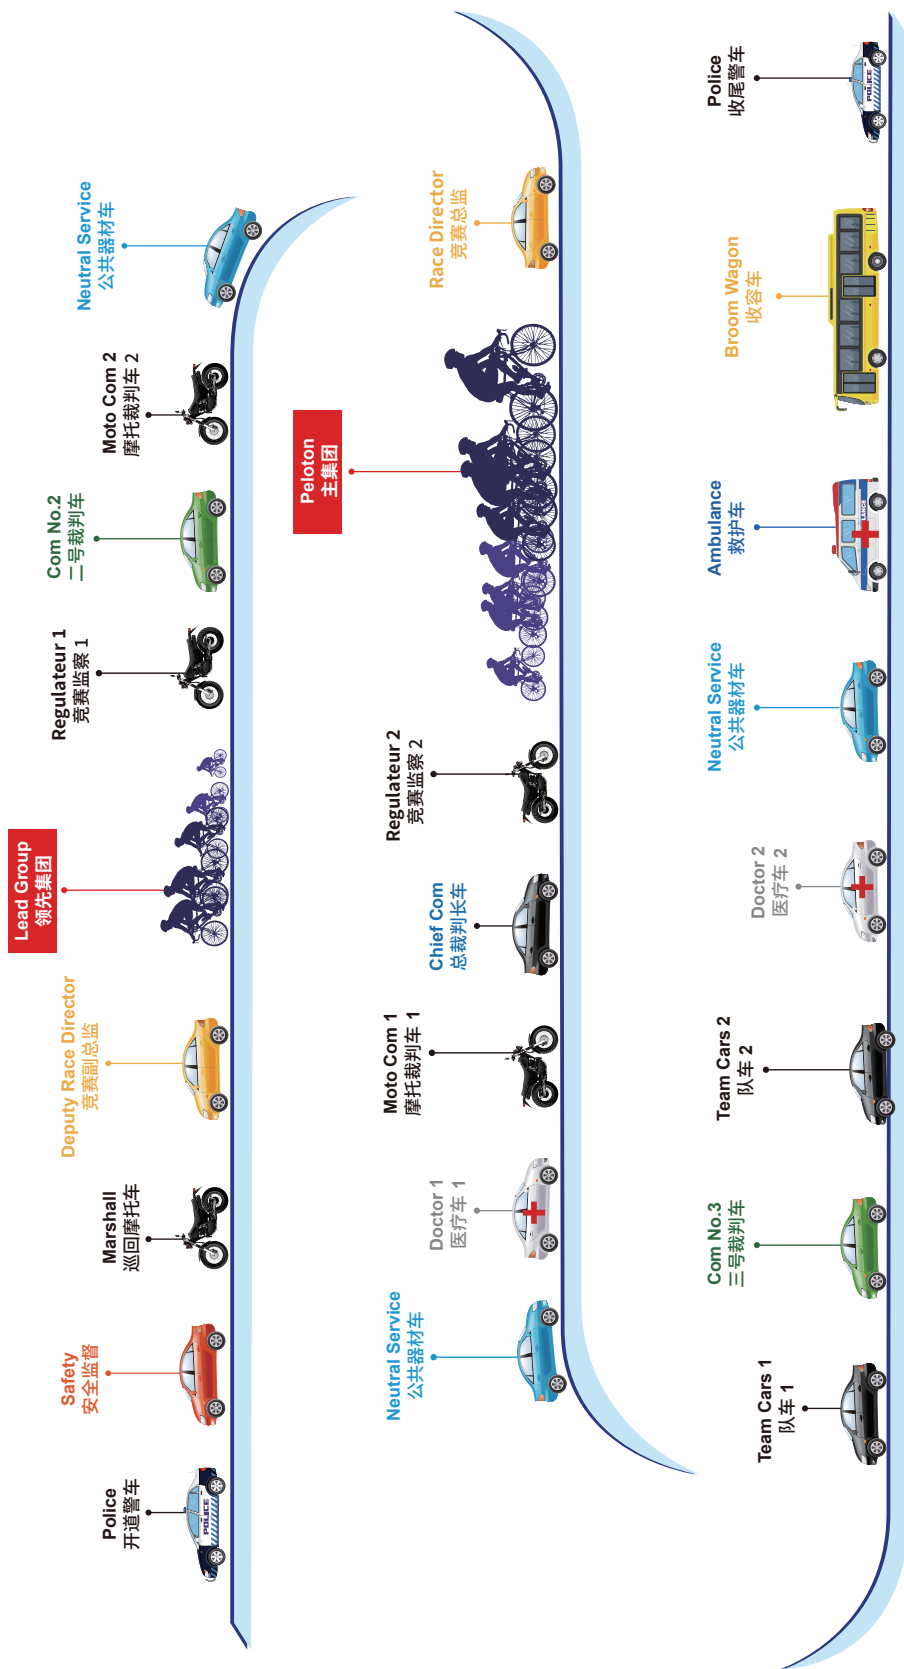 Police
开道警车
POLICE
Safety
安全监督
Marshall
巡回摩托车
Deputy Race Director
竞赛副总监
Lead Group
领先集团
Regulateur 1
竞赛监察 1
Com No.2
二号裁判车
Moto Com 2
摩托裁判车 2
Neutral Service
公共器材车
Race Director
竞赛总监
Peloton
主集团
Regulateur 2
竞赛监察 2
Chief Com
总裁判长车
Moto Com 1
摩托裁判车 1
Doctor 1
医疗车 1
Neutral Service
公共器材车
Team Cars 1
队车 1
Com No.3
三号裁判车
Team Cars 2
队车 2
Doctor 2
医疗车 2
Neutral Service
公共器材车
Ambulance
救护车
LANCE
Broom Wagon
收容车
Police
收尾警车
POLICE